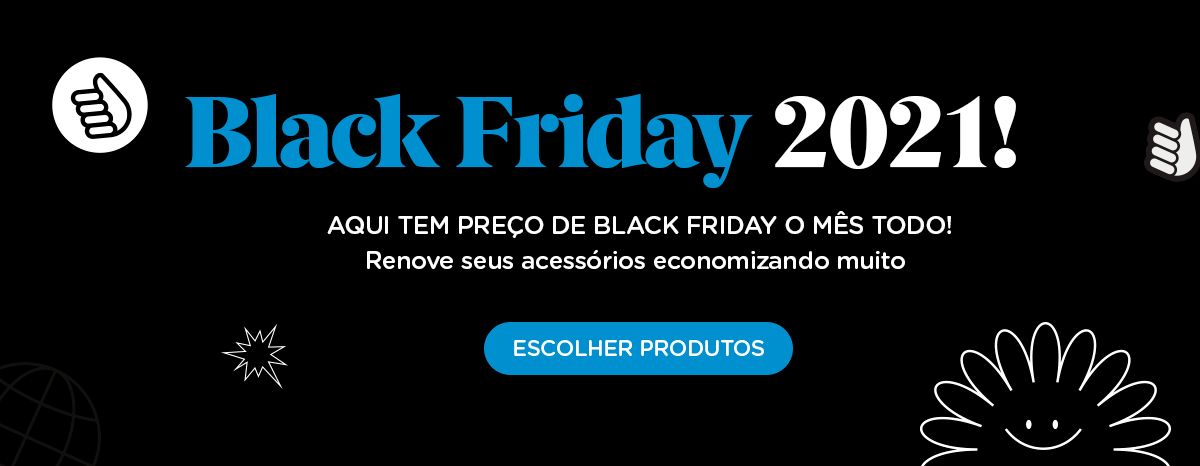 Black Friday 2021!
AQUI TEM PREÇO DE BLACK FRIDAY O MÊS TODO!
Renove seus acessórios economizando muito
ESCOLHER PRODUTOS